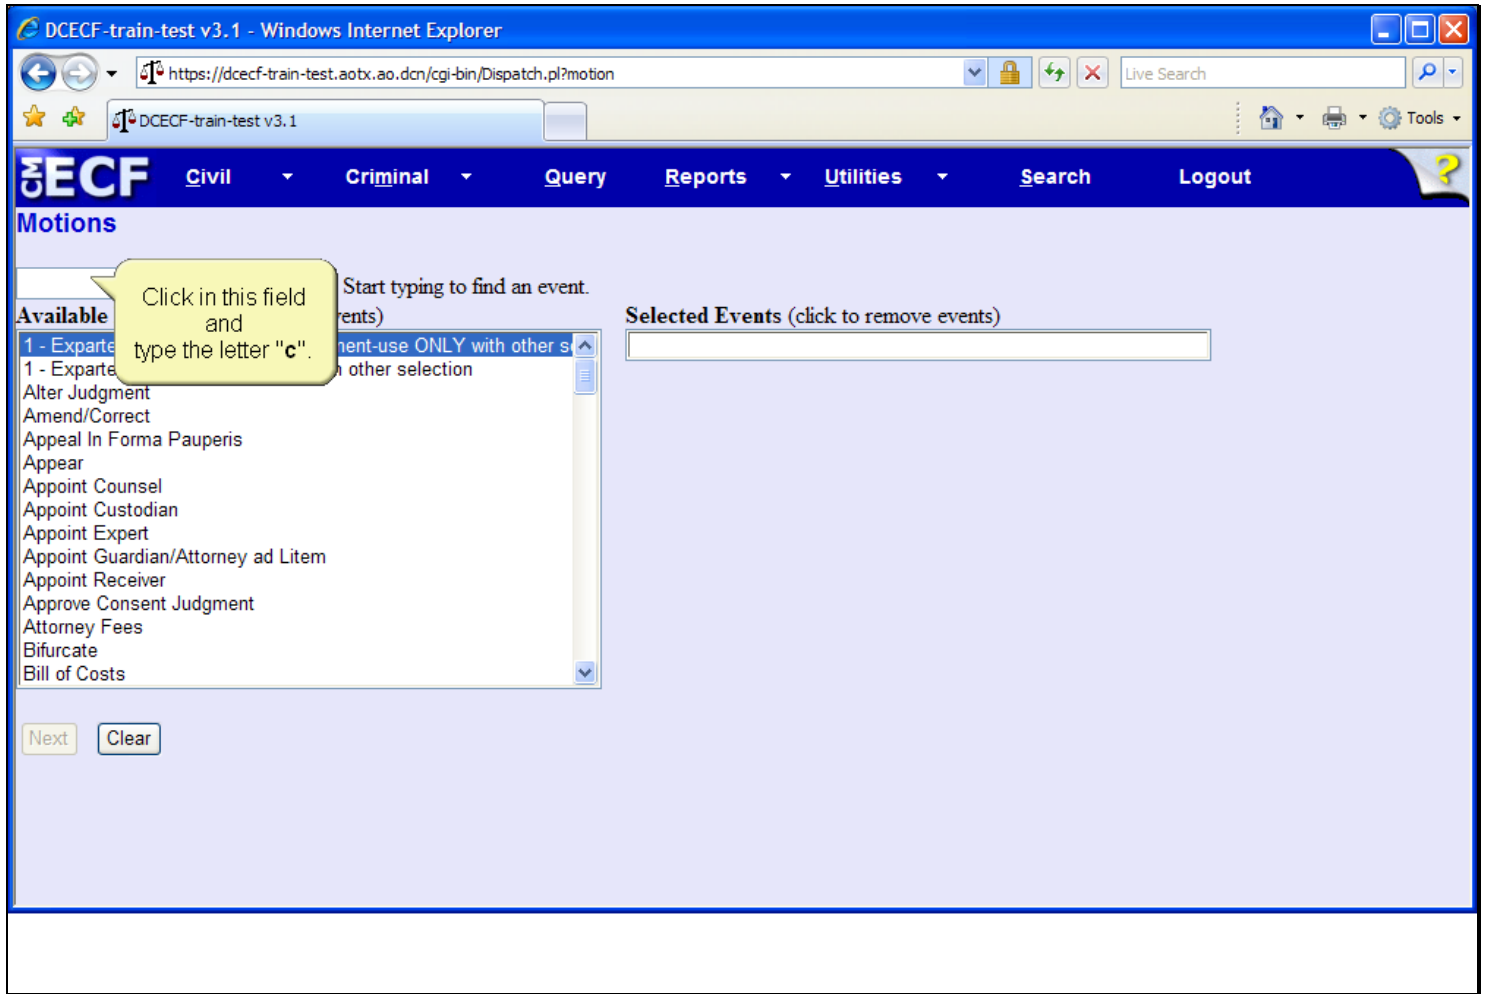 DCECF-train-test v3.1 - Windows Internet Explorer
https://dcecf-train-test.aotx.ao.dcn/cgi-bin/Dispatch.pl?motion
Live Search
DCECF-train-test v3.1
Tools
CM ECF Civil Criminal Query Reports Utilities Search Logout ?
Motions
Start typing to find an event.
Click in this field
and
type the letter "c".
Available vents)
Selected Events (click to remove events)
1 - Exparte ment-use ONLY with other se
1 - Exparte other selection
Alter Judgment
Amend/Correct
Appeal In Forma Pauperis
Appear
Appoint Counsel
Appoint Custodian
Appoint Expert
Appoint Guardian/Attorney ad Litem
Appoint Receiver
Approve Consent Judgment
Attorney Fees
Bifurcate
Bill of Costs
Next Clear